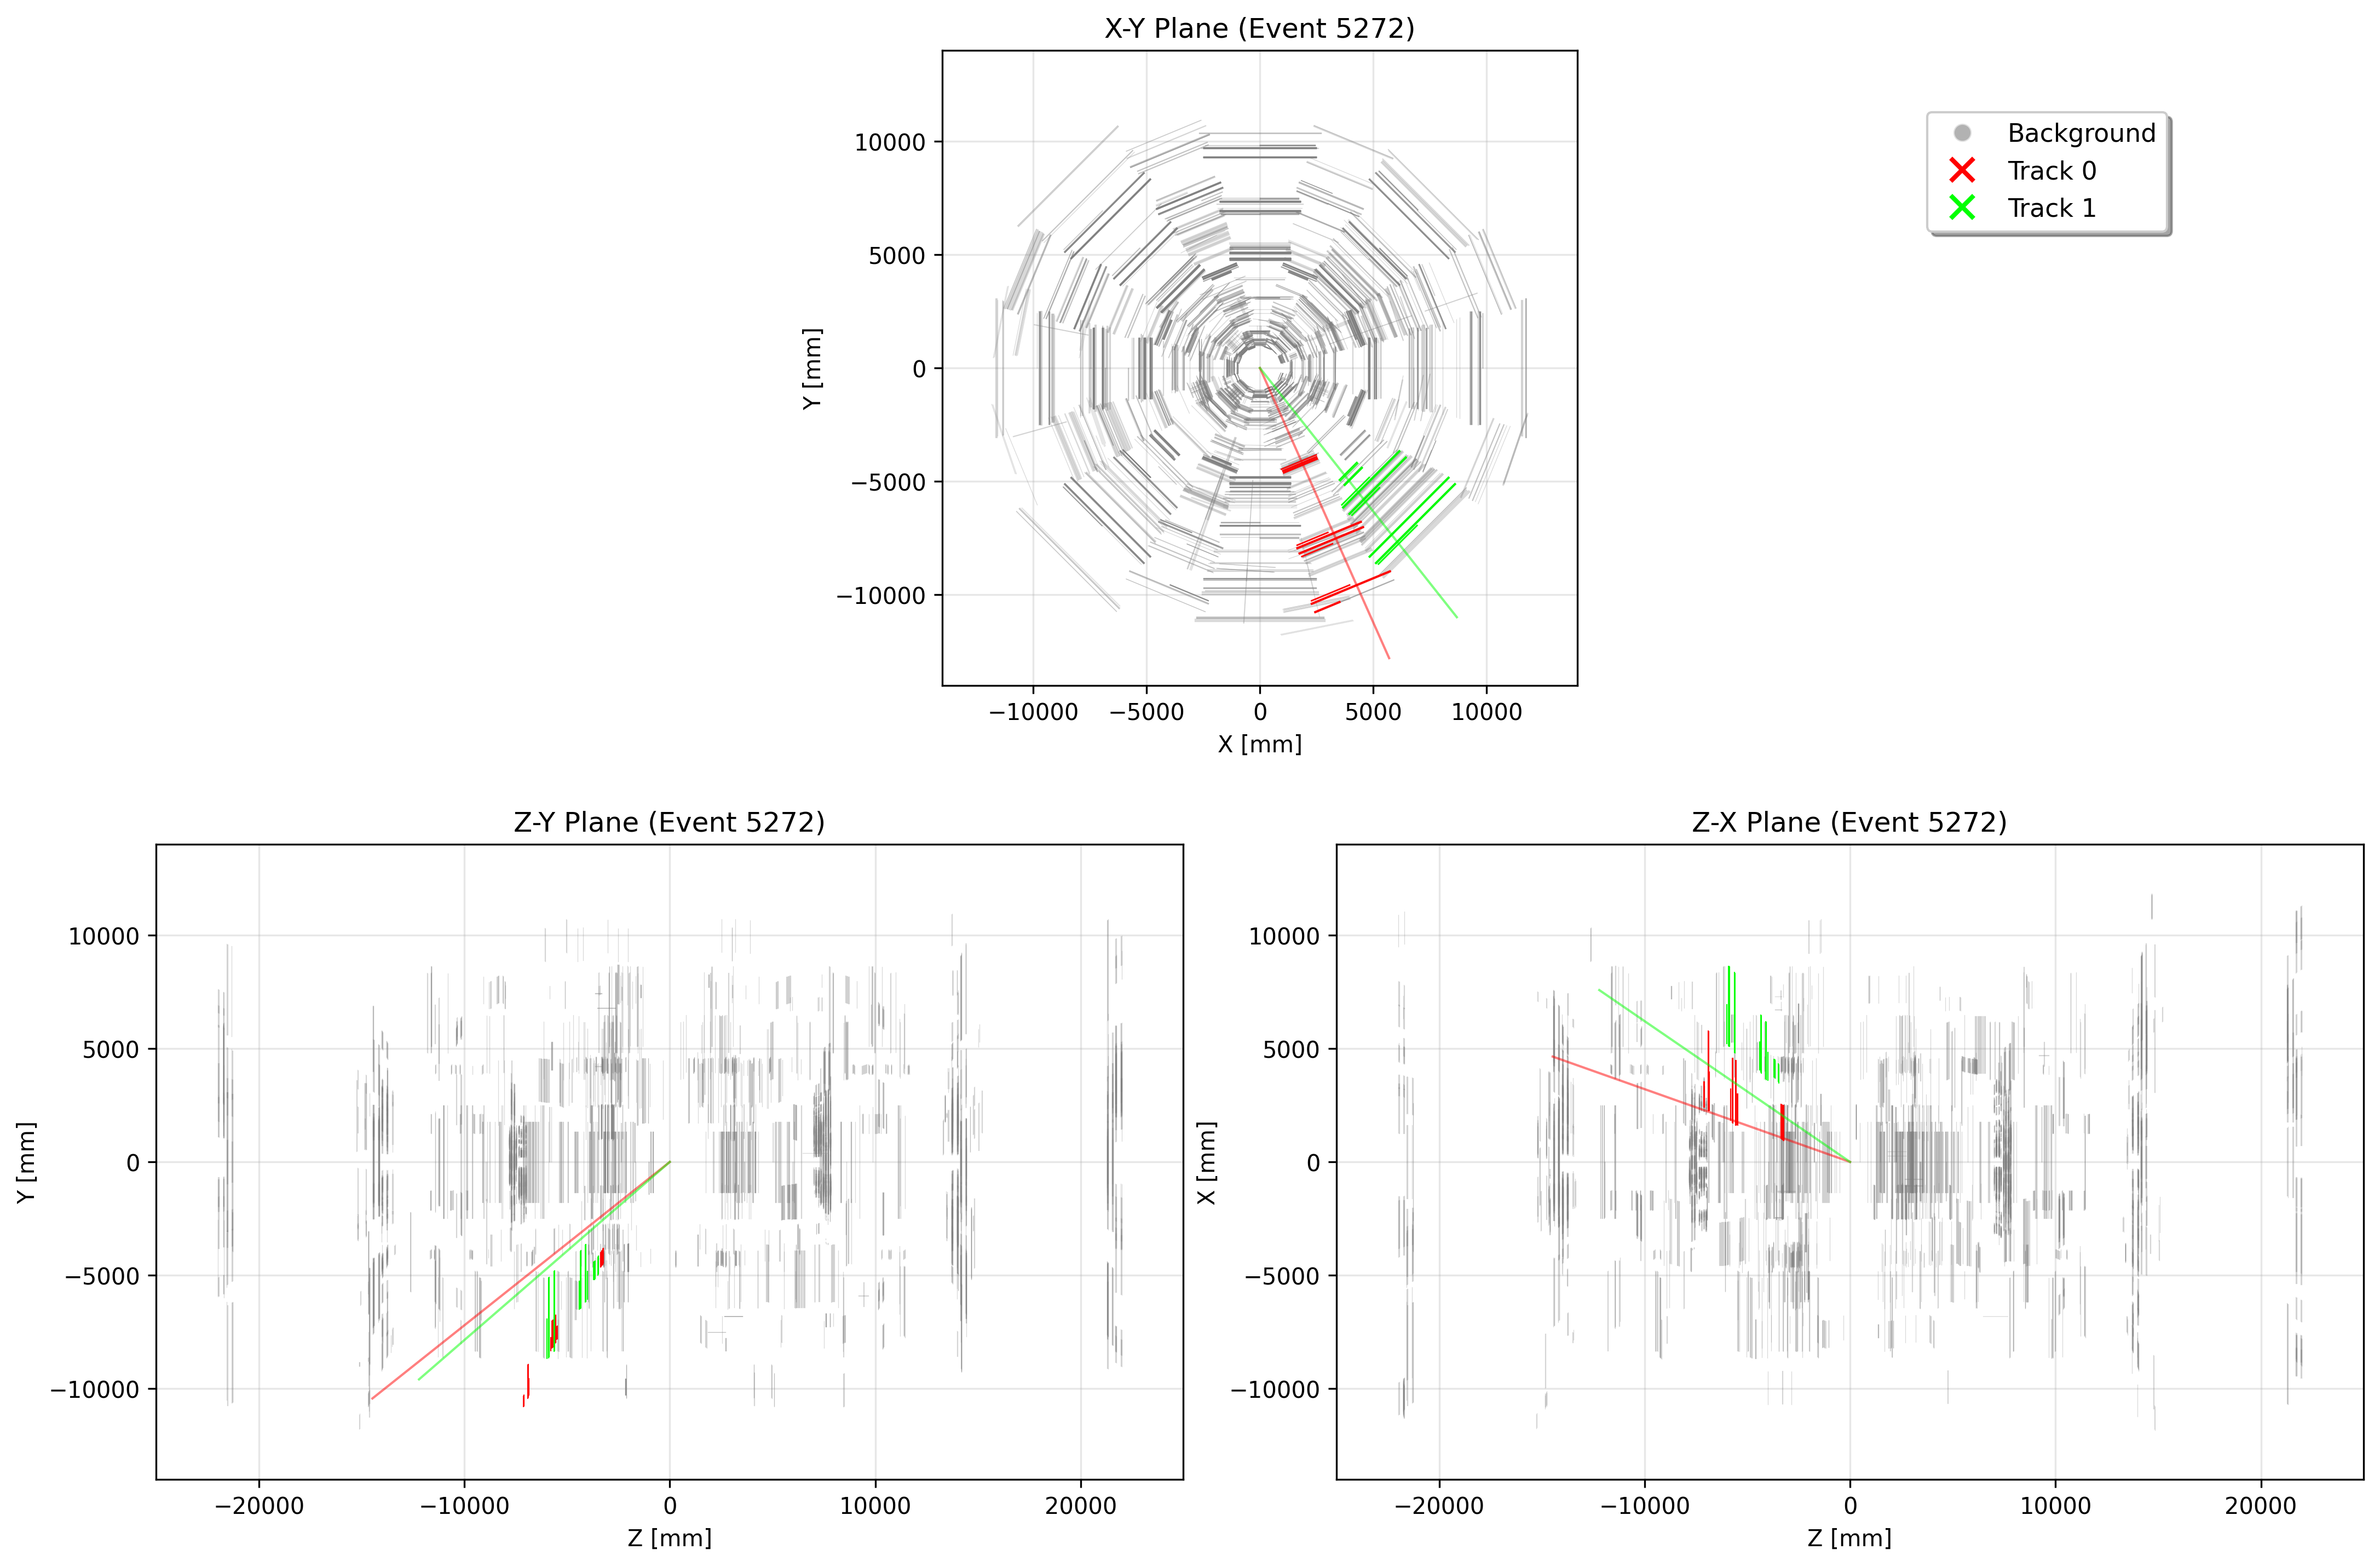 X-Y Plane (Event 5272)
Background
Track 0
Track 1
10000
5000
0
−5000
−10000
Y [mm]
−10000 −5000 0 5000 10000
X [mm]
Z-Y Plane (Event 5272)
10000
5000
0
−5000
−10000
Y [mm]
−20000 −10000 0 10000 20000
Z [mm]
Z-X Plane (Event 5272)
10000
5000
0
−5000
−10000
X [mm]
−20000 −10000 0 10000 20000
Z [mm]